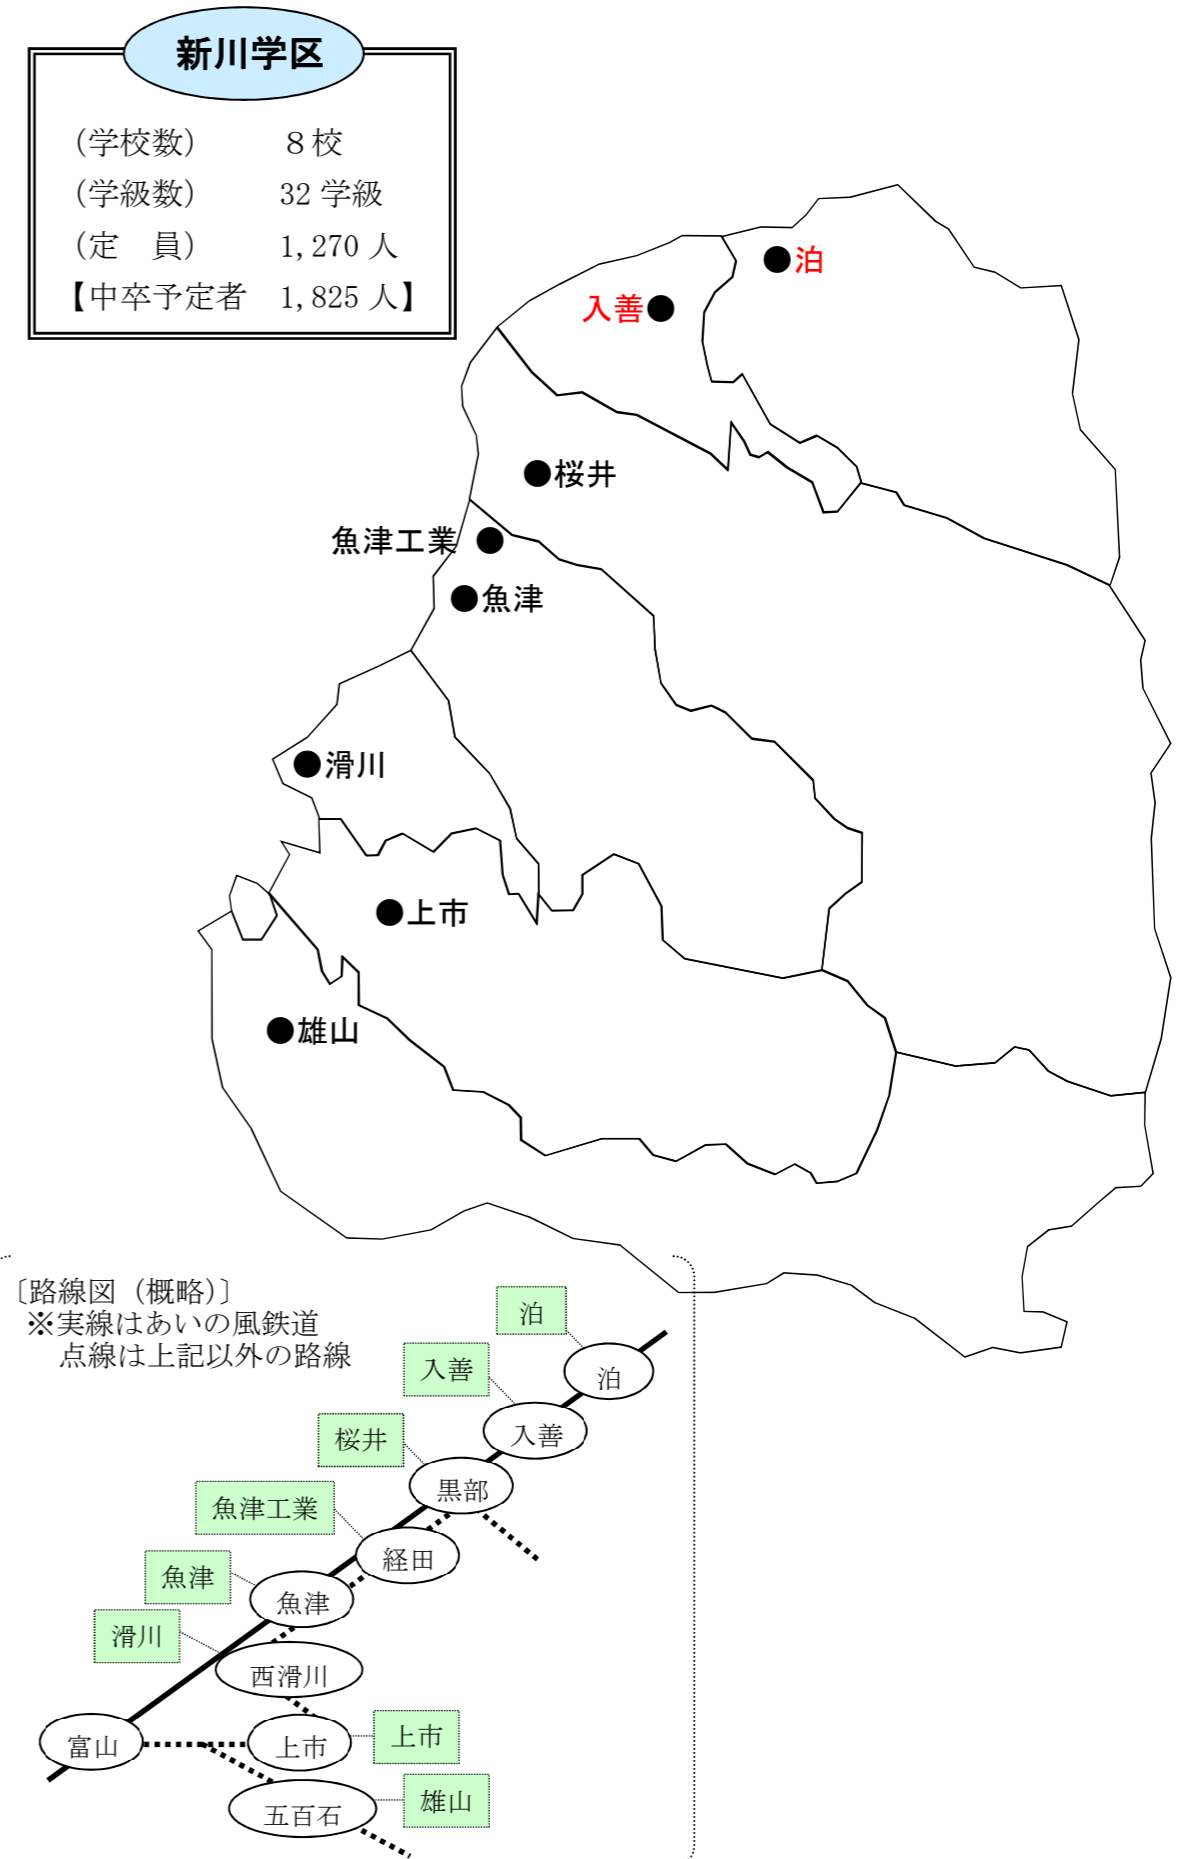 新川学区
（学校数）　８校
（学級数）　32 学級
（定　員）　1,270 人
【中卒予定者　1,825 人】
泊
入善
桜井
魚津工業
魚津
滑川
上市
雄山
〔路線図（概略）〕
※実線はあいの風鉄道
点線は上記以外の路線
泊
泊
入善
入善
桜井
黒部
魚津工業
経田
魚津
魚津
滑川
西滑川
富山
上市
上市
五百石
雄山